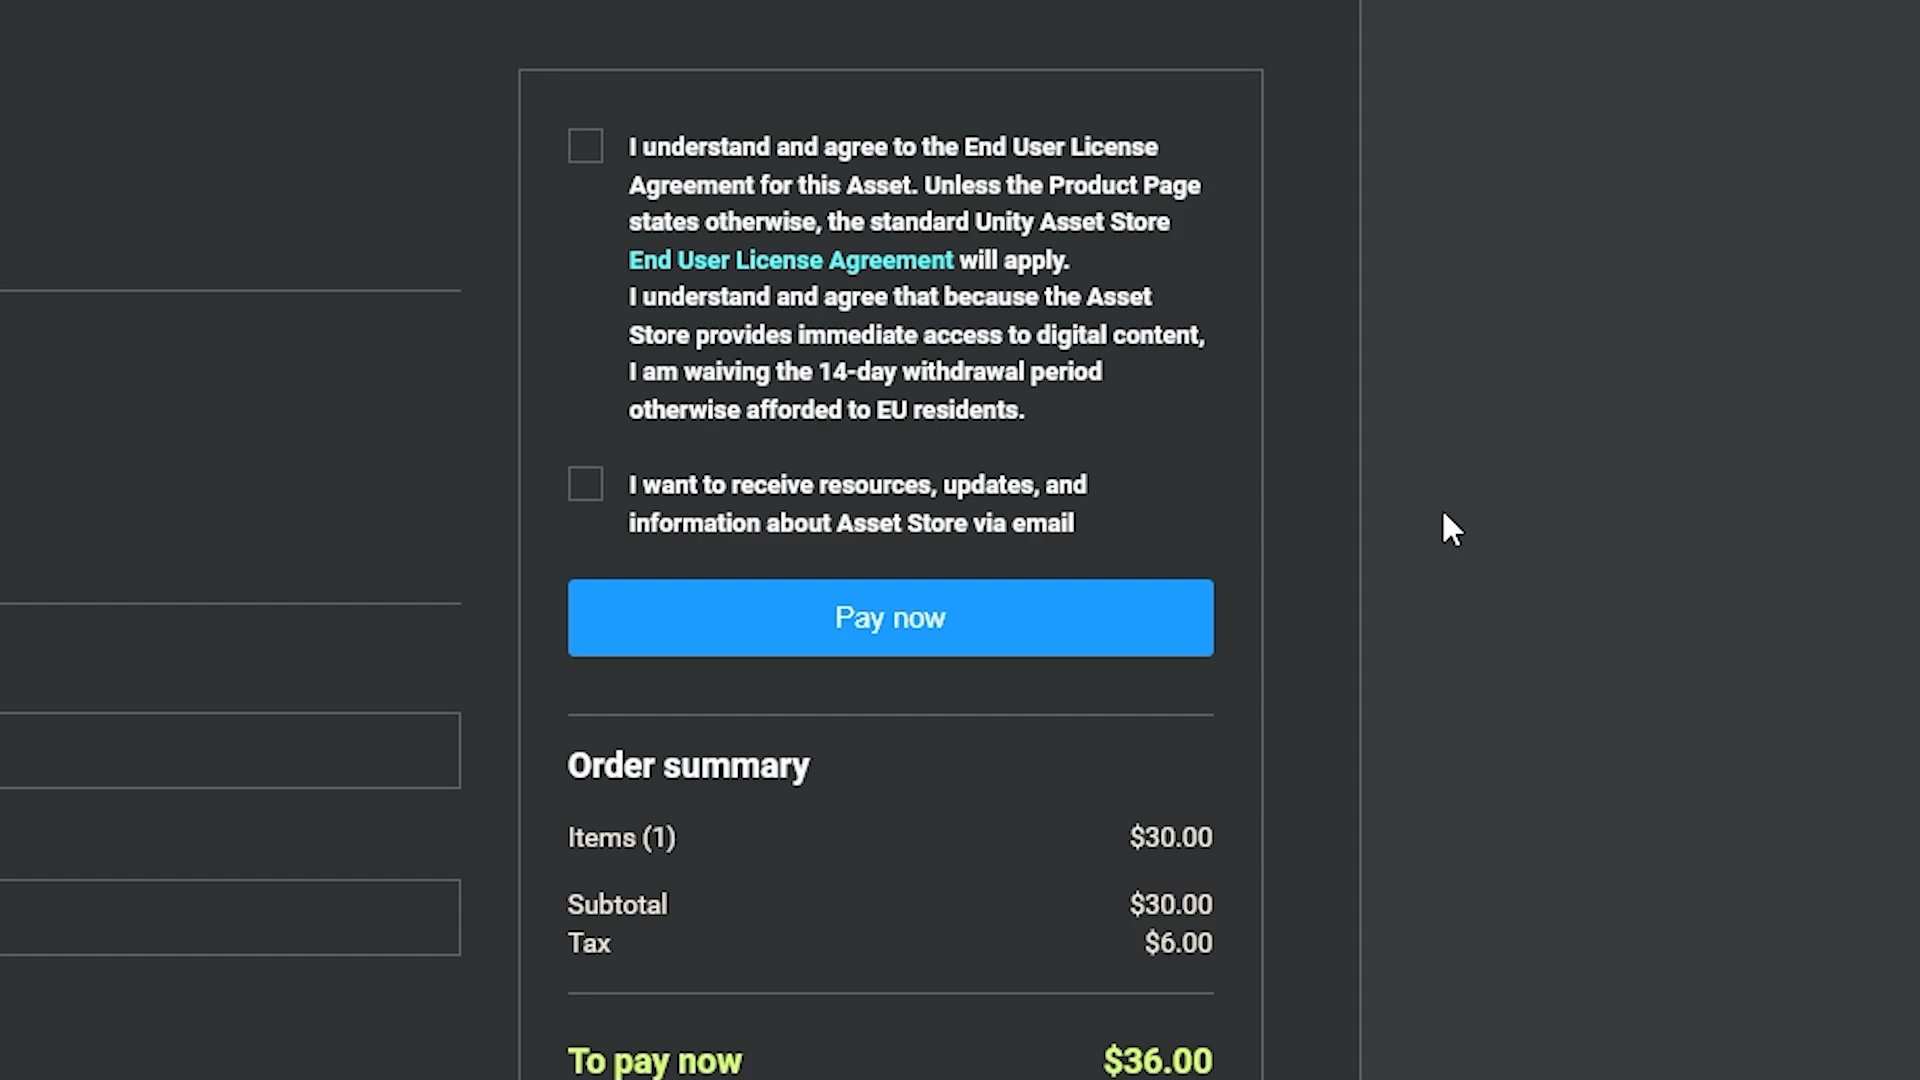 I understand and agree to the End User License
Agreement for this Asset. Unless the Product Page
states otherwise, the standard Unity Asset Store
End User License Agreement will apply.
I understand and agree that because the Asset
Store provides immediate access to digital content,
I am waiving the 14-day withdrawal period
otherwise afforded to EU residents.
I want to receive resources, updates, and
information about Asset Store via email
Pay now
Order summary
Items (1) $30.00
Subtotal $30.00
Tax $6.00
To pay now $36.00